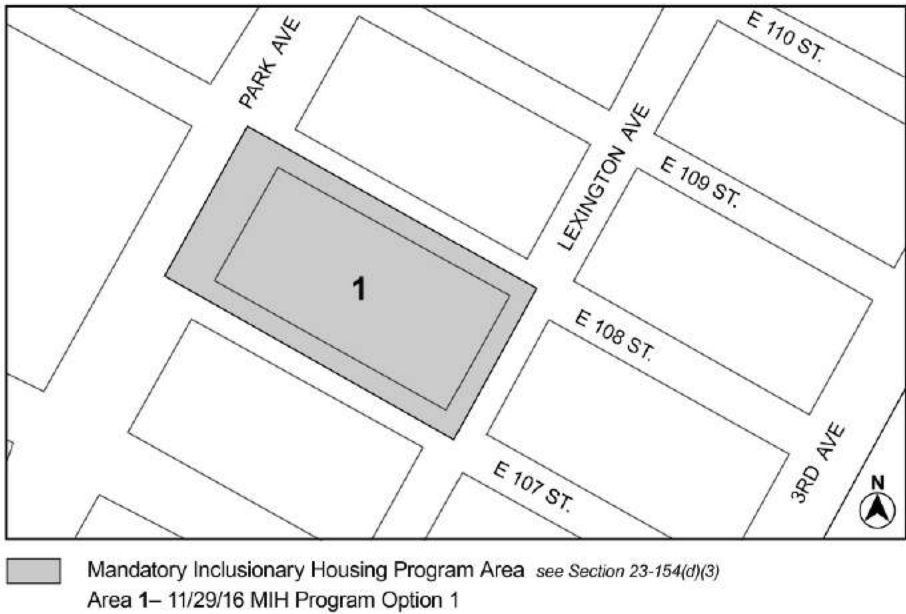 E 110 ST.
PARK AVE
LEXINGTON AVE
E 109 ST.
1
E 108 ST.
3RD AVE
E 107 ST.
N
Mandatory Inclusionary Housing Program Area see Section 23-154(d)(3)
Area 1– 11/29/16 MIH Program Option 1